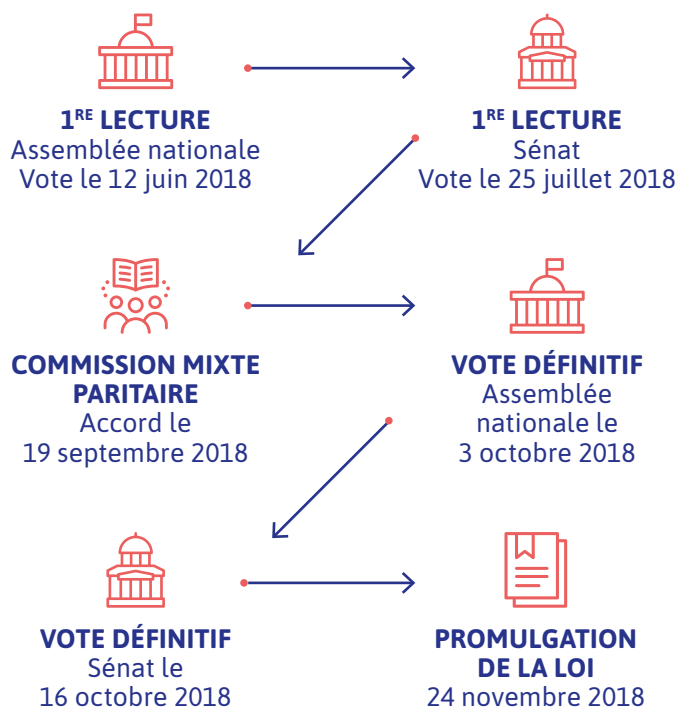 1RE LECTURE
Assemblée nationale
Vote le 12 juin 2018
1RE LECTURE
Sénat
Vote le 25 juillet 2018
COMMISSION MIXTE
PARITAIRE
Accord le
19 septembre 2018
VOTE DÉFINITIF
Assemblée
nationale le
3 octobre 2018
VOTE DÉFINITIF
Sénat le
16 octobre 2018
PROMULGATION
DE LA LOI
24 novembre 2018